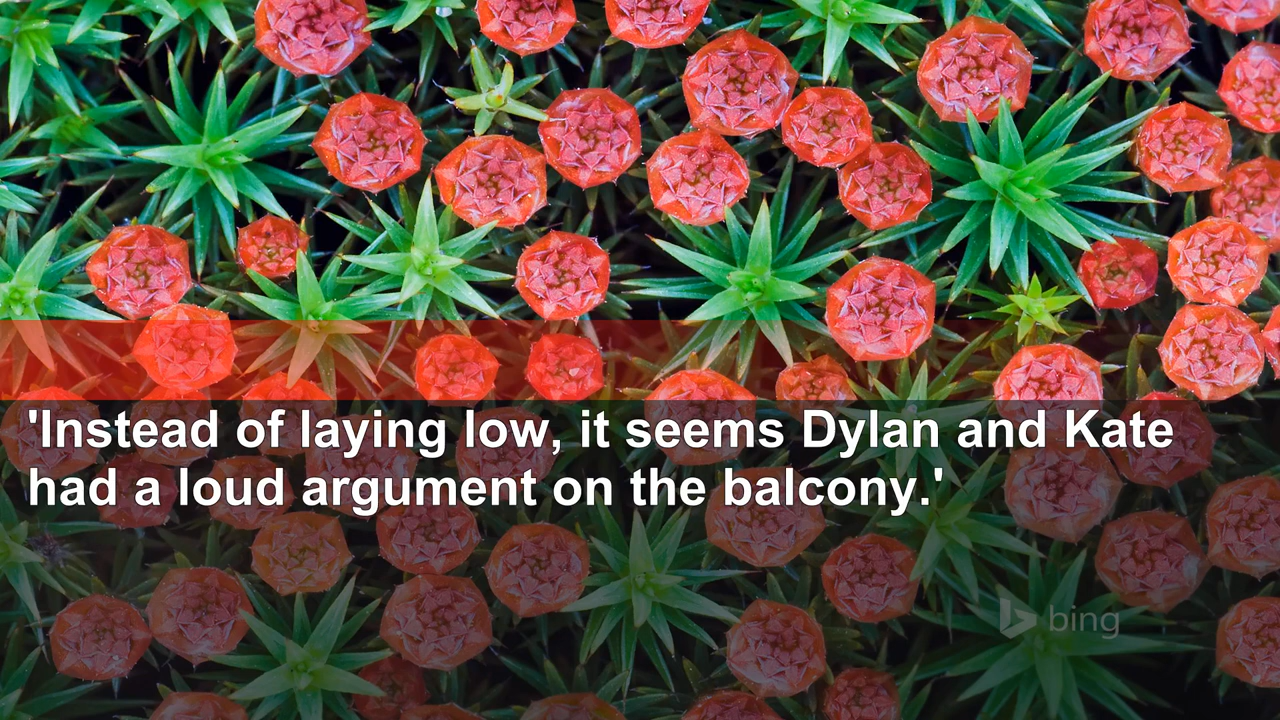 'Instead of laying low, it seems Dylan and Kate
had a loud argument on the balcony.'
bing